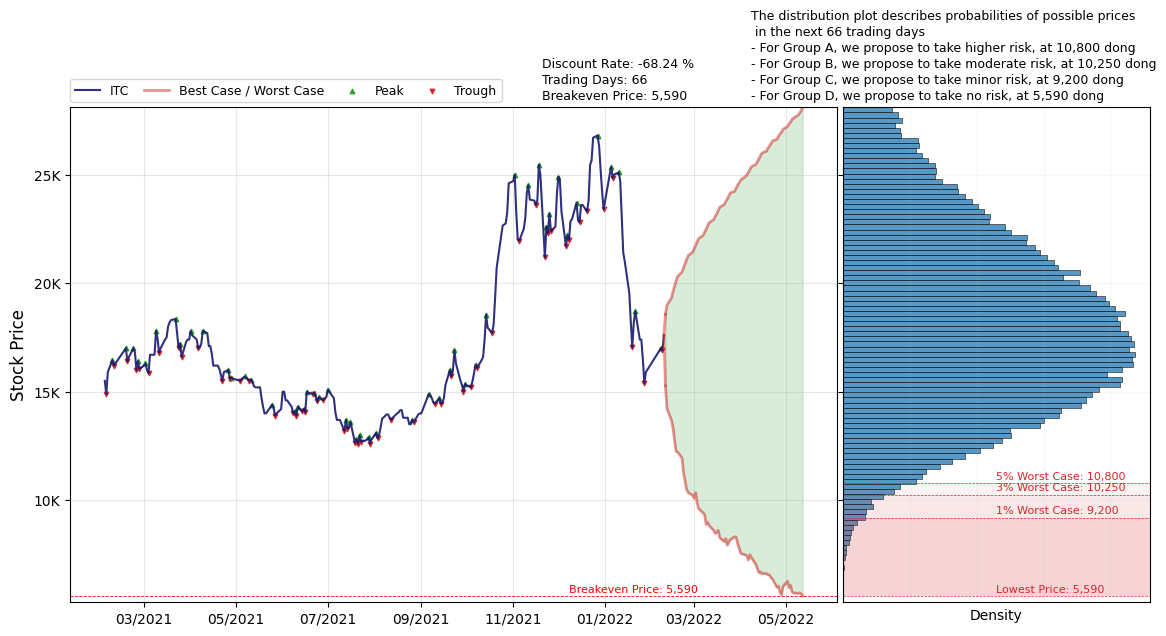 The distribution plot describes probabilities of possible prices
in the next 66 trading days
- For Group A, we propose to take higher risk, at 10,800 dong
- For Group B, we propose to take moderate risk, at 10,250 dong
- For Group C, we propose to take minor risk, at 9,200 dong
- For Group D, we propose to take no risk, at 5,590 dong
Discount Rate: -68.24 %
Trading Days: 66
Breakeven Price: 5,590
ITC
Best Case / Worst Case
Peak
Trough
Stock Price
25K
20K
15K
10K
Breakeven Price: 5,590
03/2021
05/2021
07/2021
09/2021
11/2021
01/2022
03/2022
05/2022
5% Worst Case: 10,800
3% Worst Case: 10,250
1% Worst Case: 9,200
Lowest Price: 5,590
Density